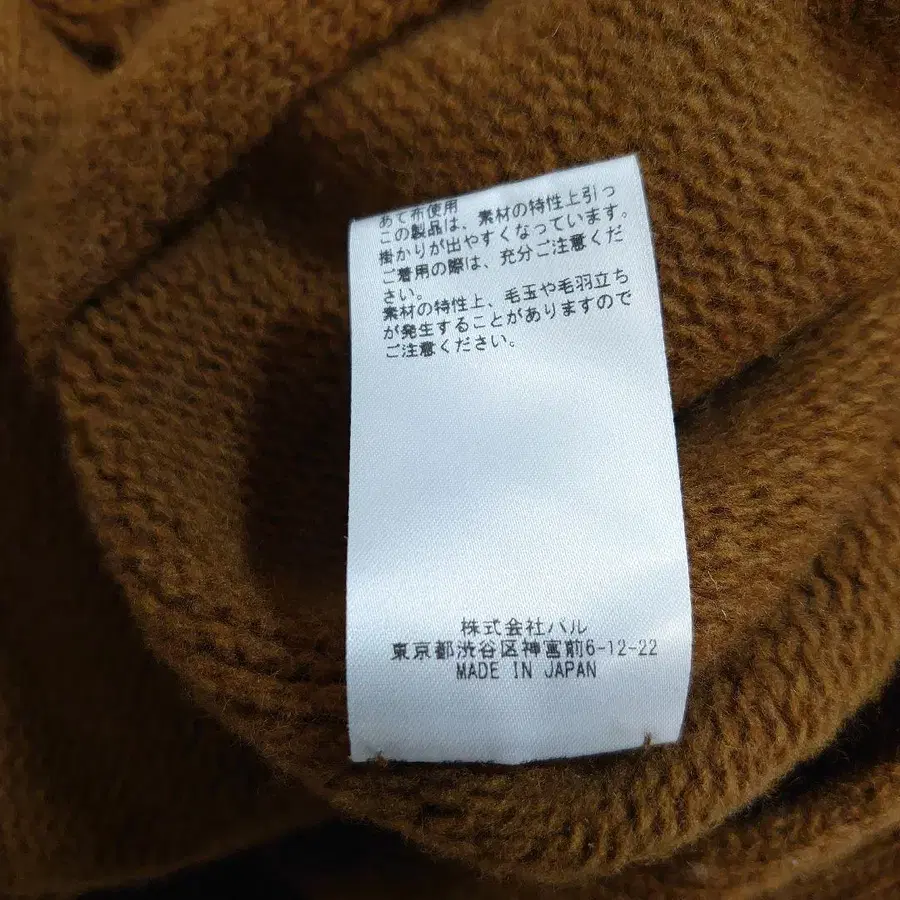 あて布使用
この製品は、素材の特性上引っ
掛かりが出やすくなっています。
ご着用の際は、充分ご注意くだ
さい。
素材の特性上、毛玉や毛羽立ち
が発生することがありますので
ご注意ください。
株式会社パル
東京都渋谷区神宮前6-12-22
MADE IN JAPAN